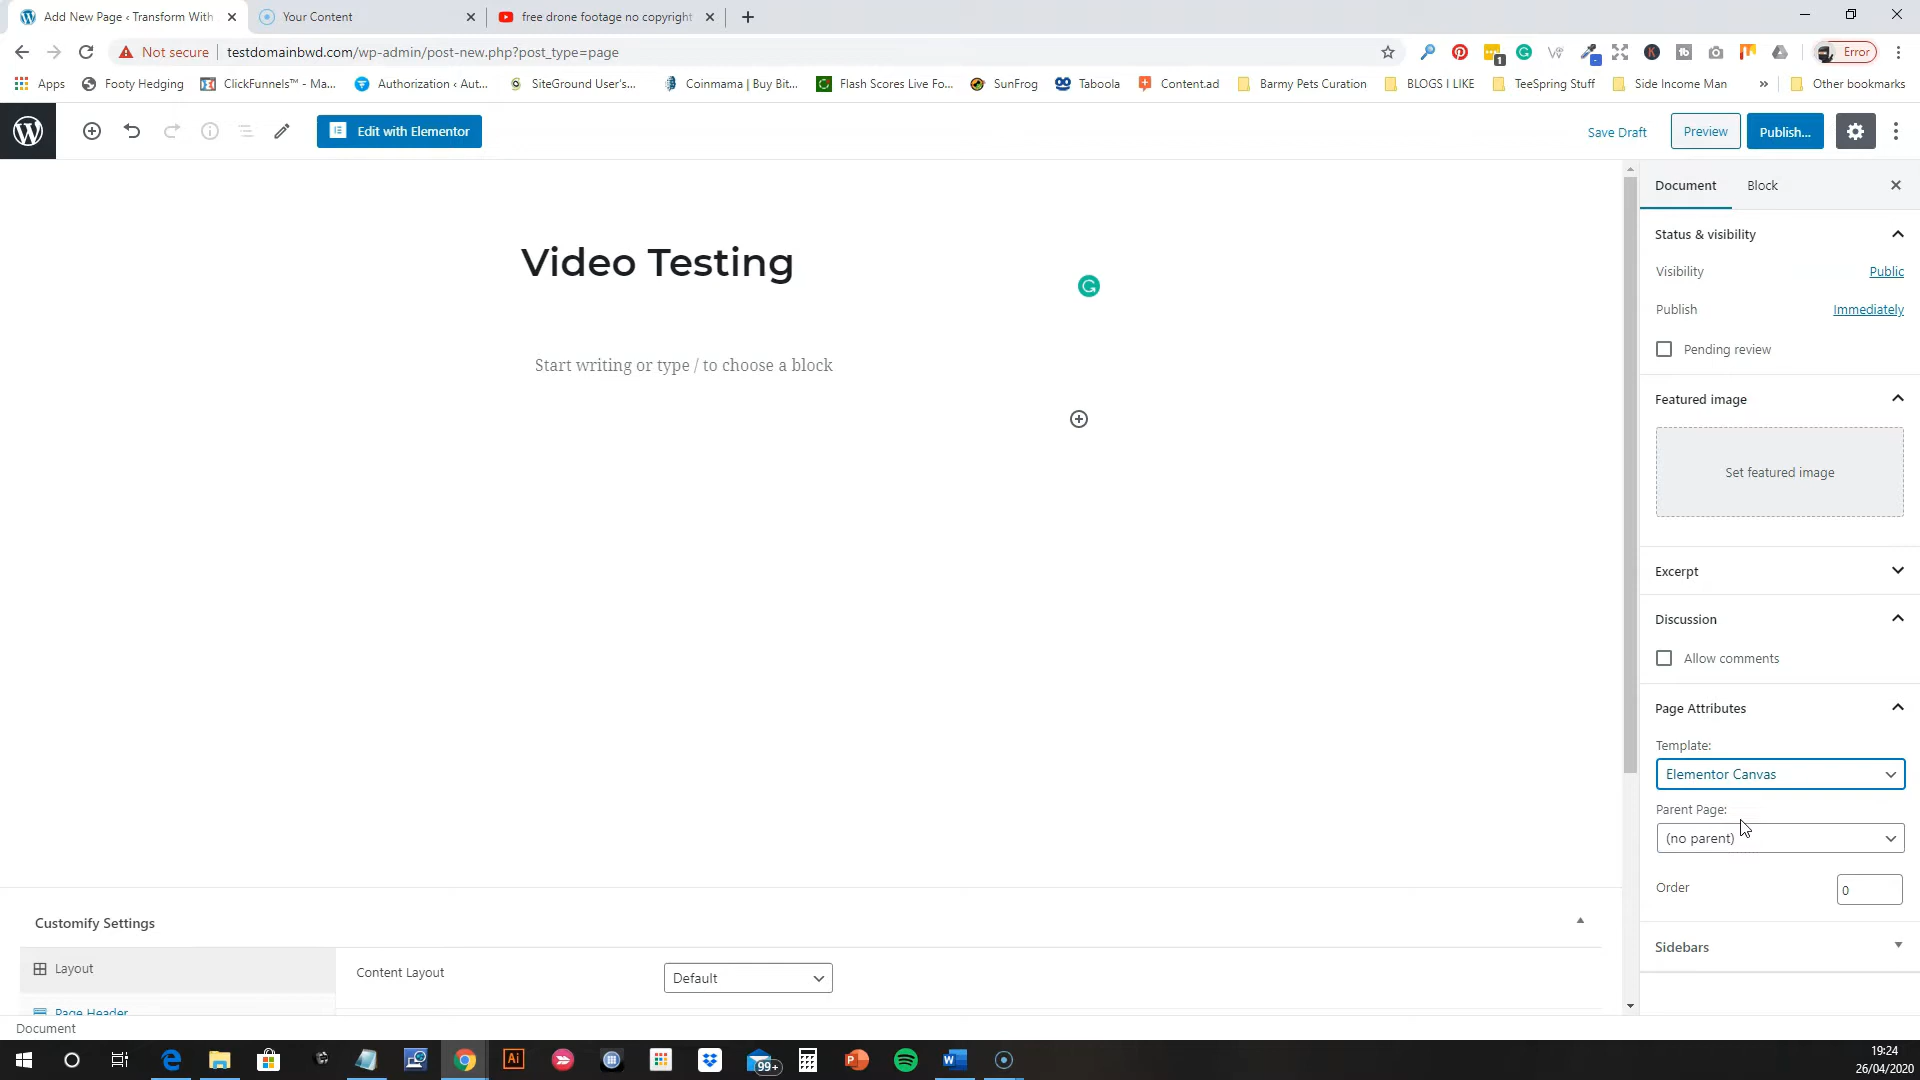 Add New Page ‹ Transform With
Your Content
free drone footage no copyright
Not secure
testdomainbwd.com/wp-admin/post-new.php?post_type=page
1
Error
Apps
Footy Hedging
ClickFunnels™ - Ma...
Authorization ‹ Aut...
SiteGround User's...
Coinmama | Buy Bit...
Flash Scores Live Fo...
SunFrog
Taboola
Content.ad
Barmy Pets Curation
BLOGS I LIKE
TeeSpring Stuff
Side Income Man
»
Other bookmarks
Edit with Elementor
Save Draft
Preview
Publish...
Document
Block
Video Testing
Start writing or type / to choose a block
Status & visibility
Visibility
Public
Publish
Immediately
Pending review
Featured image
Set featured image
Excerpt
Discussion
Allow comments
Page Attributes
Template:
Elementor Canvas
Parent Page:
(no parent)
Order
0
Sidebars
Customify Settings
Layout
Content Layout
Default
Page Header
Document
Ai
99+
P
W
19:24
26/04/2020